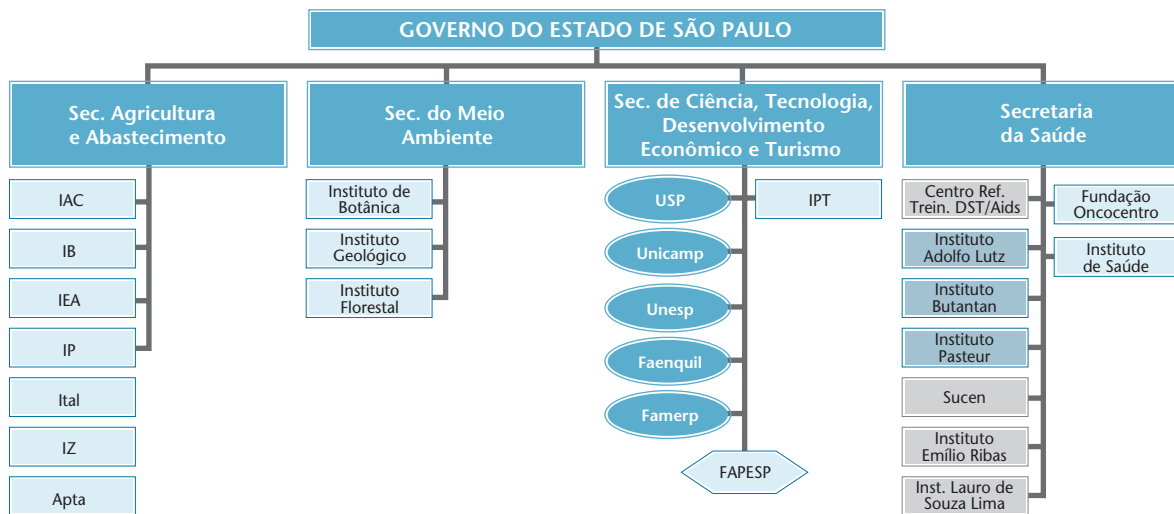 GOVERNO DO ESTADO DE SÃO PAULO
Sec. Agricultura
e Abastecimento
IAC
IB
IEA
IP
Ital
IZ
Apta
Sec. do Meio
Ambiente
Instituto de
Botânica
Instituto
Geológico
Instituto
Florestal
Sec. de Ciência, Tecnologia,
Desenvolvimento
Econômico e Turismo
USP
Unicamp
Unesp
Faenquil
Famerp
IPT
FAPESP
Secretaria
da Saúde
Centro Ref.
Trein. DST/Aids
Instituto
Adolfo Lutz
Instituto
Butantan
Instituto
Pasteur
Sucen
Instituto
Emílio Ribas
Inst. Lauro de
Souza Lima
Fundação
Oncocentro
Instituto
de Saúde